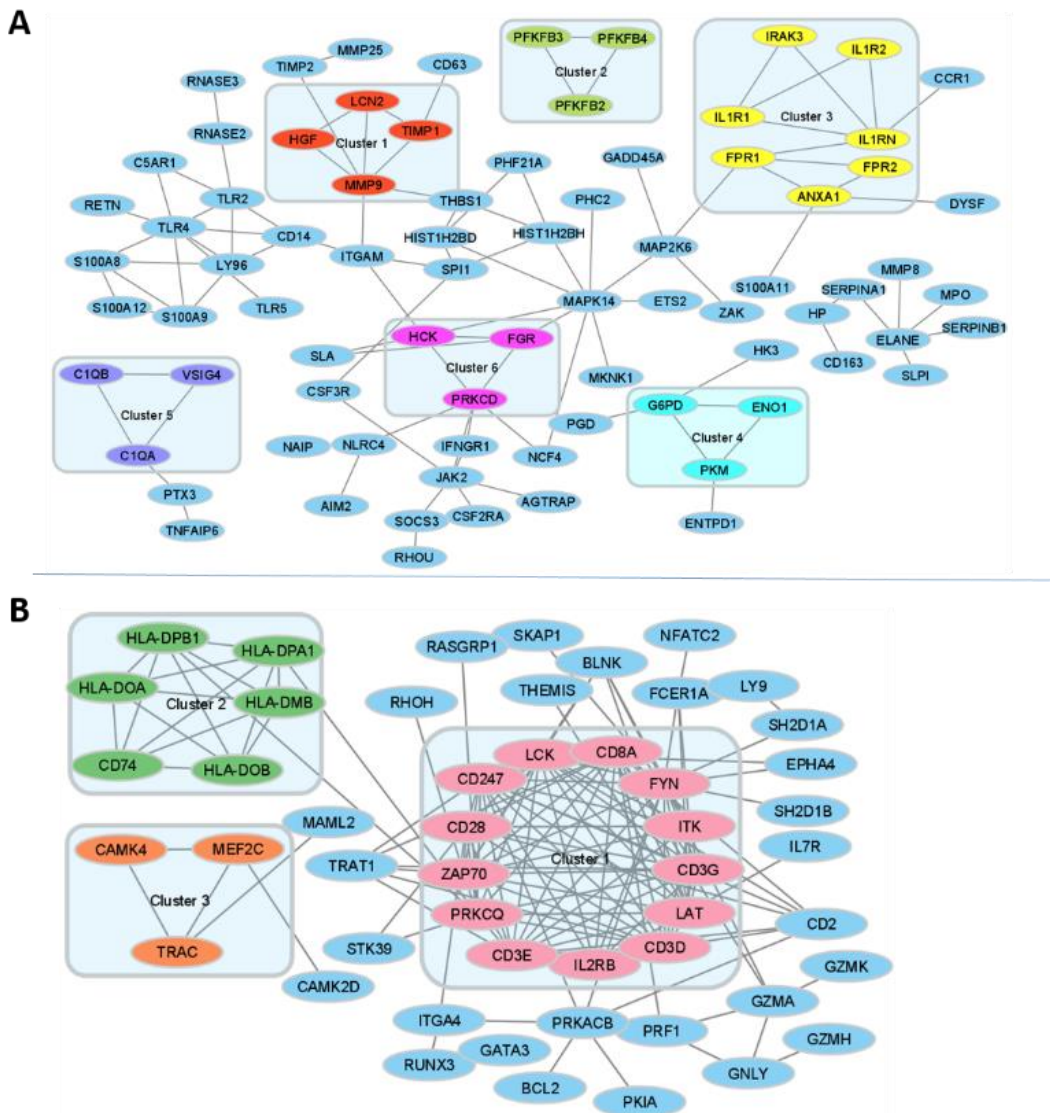 A
MMP25
TIMP2
CD63
RNASE3
LCN2
TIMP1
HGF
Cluster 1
MMP9
RNASE2
C5AR1
TLR2
RETN
TLR4
CD14
S100A8
LY96
S100A12
S100A9
TLR5
ITGAM
THBS1
PHF21A
HIST1H2BD
HIST1H2BH
SPI1
PHC2
GADD45A
MAP2K6
MAPK14
ETS2
ZAK
MKNK1
PFKFB3
PFKFB4
Cluster 2
PFKFB2
IRAK3
IL1R2
CCR1
IL1R1
Cluster 3
IL1RN
FPR1
FPR2
ANXA1
DYSF
S100A11
MMP8
SERPINA1
MPO
HP
SERPINB1
ELANE
CD163
SLPI
HK3
G6PD
ENO1
PGD
Cluster 4
PKM
ENTPD1
C1QB
VSIG4
Cluster 5
C1QA
PTX3
TNFAIP6
SLA
CSF3R
HCK
FGR
Cluster 6
PRKCD
NAIP
NLRC4
IFNGR1
NCF4
AIM2
JAK2
AGTRAP
SOCS3
CSF2RA
RHOU
B
HLA-DPB1
HLA-DPA1
HLA-DOA
Cluster 2
HLA-DMB
CD74
HLA-DOB
CAMK4
MEF2C
Cluster 3
TRAC
MAML2
TRAT1
STK39
CAMK2D
RHOH
RASGRP1
SKAP1
THEMIS
BLNK
NFATC2
FCER1A
LY9
SH2D1A
EPHA4
SH2D1B
IL7R
CD2
LCK
CD8A
CD247
FYN
CD28
ITK
Cluster 1
ZAP70
CD3G
PRKCQ
LAT
CD3E
CD3D
IL2RB
GZMK
GZMA
GZMH
GNLY
PRF1
PRKACB
ITGA4
RUNX3
GATA3
BCL2
PKIA